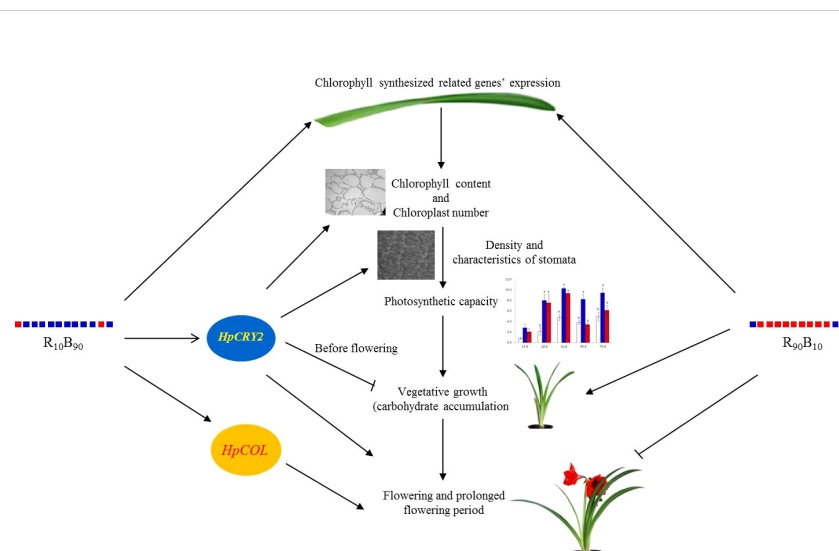 Chlorophyll synthesized related genes' expression
Chlorophyll content
and
Chloroplast number
Density and
characteristics of stomata
Photosynthetic capacity
R10B90
HpCRY2
R90B10
Before flowering
Vegetative growth
(carbohydrate accumulation
HpCOL
Flowering and prolonged
flowering period